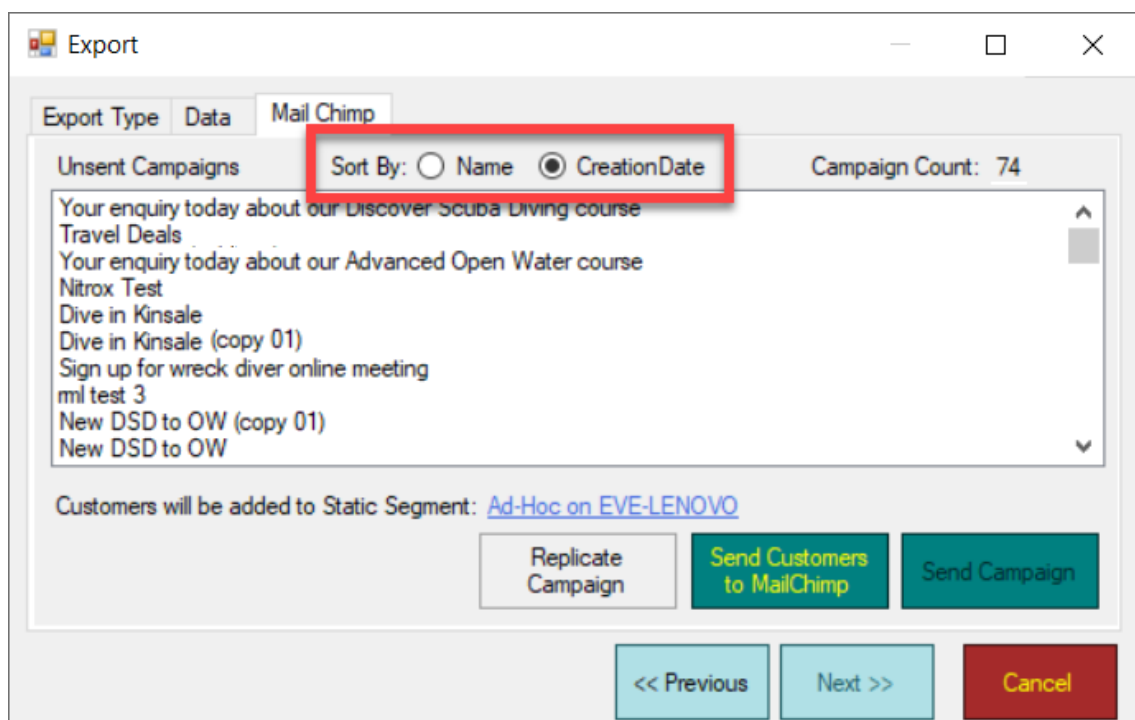 Export
Export Type Data Mail Chimp
Unsent Campaigns Sort By: Name CreationDate Campaign Count: 74
Your enquiry today about our Discover Scuba Diving course
Travel Deals
Your enquiry today about our Advanced Open Water course
Nitrox Test
Dive in Kinsale
Dive in Kinsale (copy 01)
Sign up for wreck diver online meeting
rml test 3
New DSD to OW (copy 01)
New DSD to OW
Customers will be added to Static Segment: Ad-Hoc on EVE-LENOVO
Replicate
Campaign
Send Customers
to MailChimp
Send Campaign
<< Previous Next >> Cancel